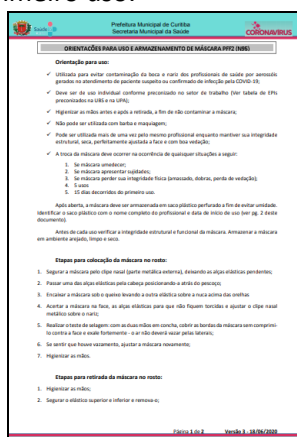 imeiro uso.
Saúde
Prefeitura Municipal de Curitiba
Secretaria Municipal da Saúde
CORONAVÍRUS
ORIENTAÇÕES PARA USO E ARMAZENAMENTO DE MÁSCARA PFF2 (N95)
Orientação para uso:
✓ Utilizada para evitar contaminação da boca e nariz dos profissionais de saúde por aerossóis
gerados no atendimento de paciente suspeito ou confirmado de infecção pela COVID-19;
✓ Deve ser de uso individual conforme preconizado no setor de trabalho (Ver tabela de EPIs
preconizados na UBS e na UPA);
✓ Higienizar as mãos antes e após a retirada, a fim de não contaminar a máscara;
✓ Não pode ser utilizada com barba e maquiagem;
✓ Pode ser utilizada mais de uma vez pelo mesmo profissional enquanto mantiver sua integridade
estrutural, seca, perfeitamente ajustada a face e com boa vedação;
✓ A troca da máscara deve ocorrer na ocorrência de quaisquer situações a seguir:
1. Se máscara umedecer;
2. Se máscara apresentar sujidades;
3. Se máscara perder sua integridade física (amassado, dobras, perda de vedação);
4. 5 usos
5. 15 dias decorridos do primeiro uso.
Após aberta, a máscara deve ser armazenada em saco plástico perfurado a fim de evitar umidade.
Identificar o saco plástico com o nome completo do profissional e data de início de uso (ver pg. 2 deste
documento).
Antes de cada uso verificar a integridade estrutural e funcional da máscara. Armazenar a máscara
em ambiente arejado, limpo e seco.
Etapas para colocação da máscara no rosto:
1. Segurar a máscara pelo clipe nasal (parte metálica externa), deixando as alças elásticas pendentes;
2. Passar uma das alças elásticas pela cabeça posicionando-a atrás do pescoço;
3. Encaixar a máscara sob o queixo levando a outra elástica sobre a nuca acima das orelhas
4. Acertar a máscara na face, as alças elásticas para que não fiquem torcidas e ajustar o clipe nasal
metálico sobre o nariz;
5. Realizar o teste de selagem: com as duas mãos em concha, cobrir as bordas da máscara sem comprimi-
lo contra a face e exale fortemente - o ar não deverá vazar pelas laterais;
6. Se sentir que houve vazamento, ajustar a máscara novamente;
7. Higienizar as mãos.
Etapas para retirada da máscara no rosto:
1. Higienizar as mãos;
2. Segurar o elástico superior e inferior e remova-o;
Página 1 de 2
Versão 3 - 18/06/2020